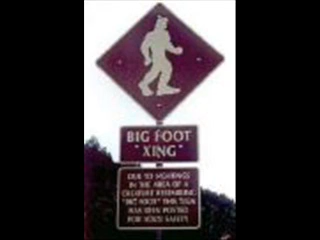 BIG FOOT
"XING"
DUE TO SIGHTINGS
IN THE AREA OF A
CREATURE RESEMBLING
"BIG FOOT" THIS SIGN
HAS BEEN POSTED
FOR YOUR SAFETY